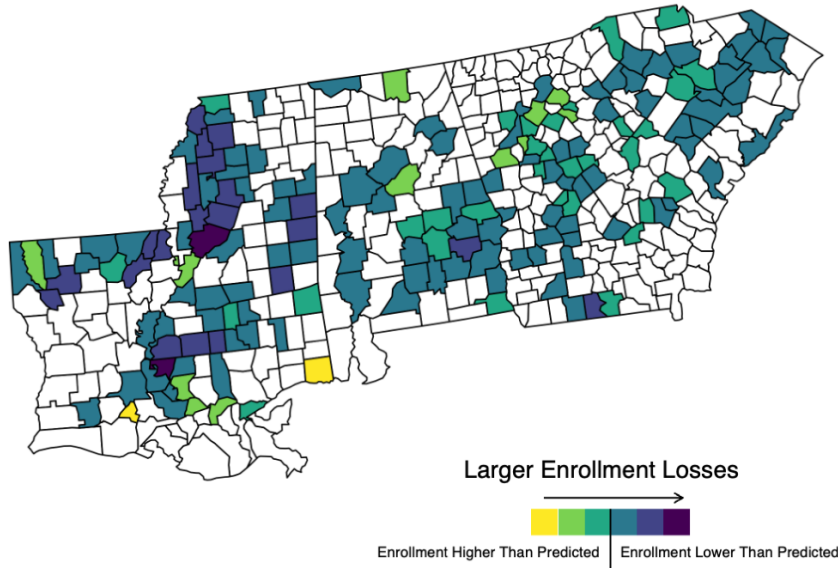 Larger Enrollment Losses
Enrollment Higher Than Predicted
Enrollment Lower Than Predicted